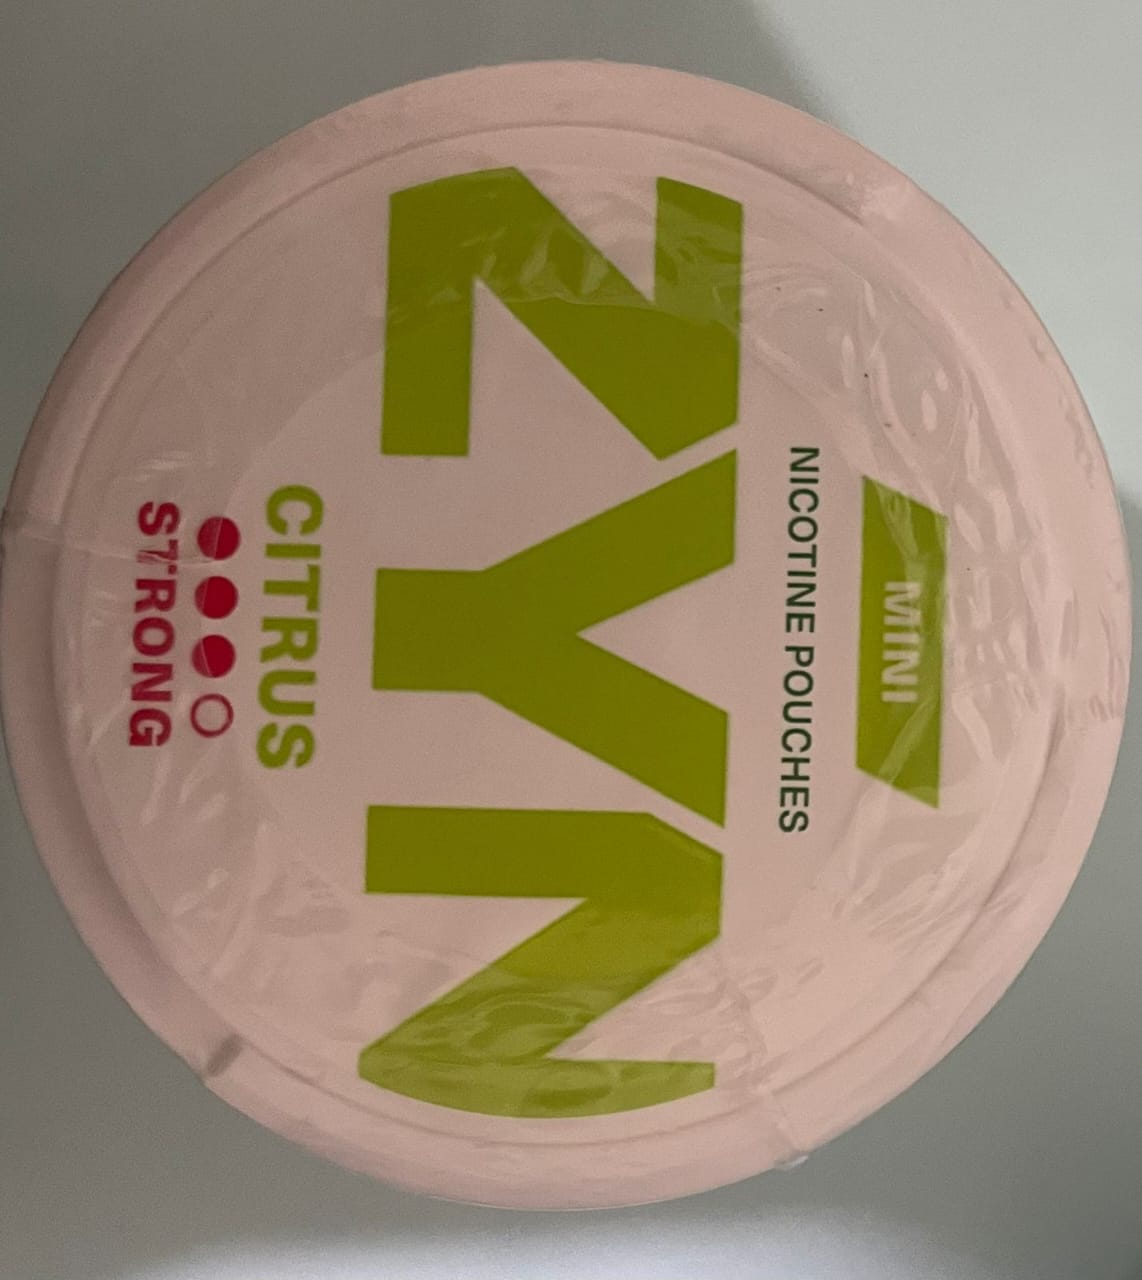 MINI
NICOTINE POUCHES
ZYN
CITRUS
STRONG